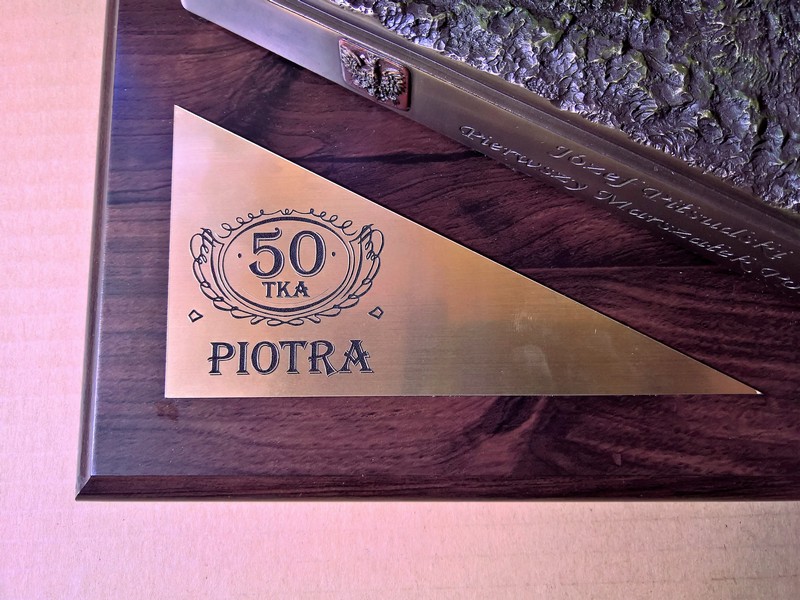 Józef Piłsudski
Pierwszy Marszałek
50
TKA
PIOTRA